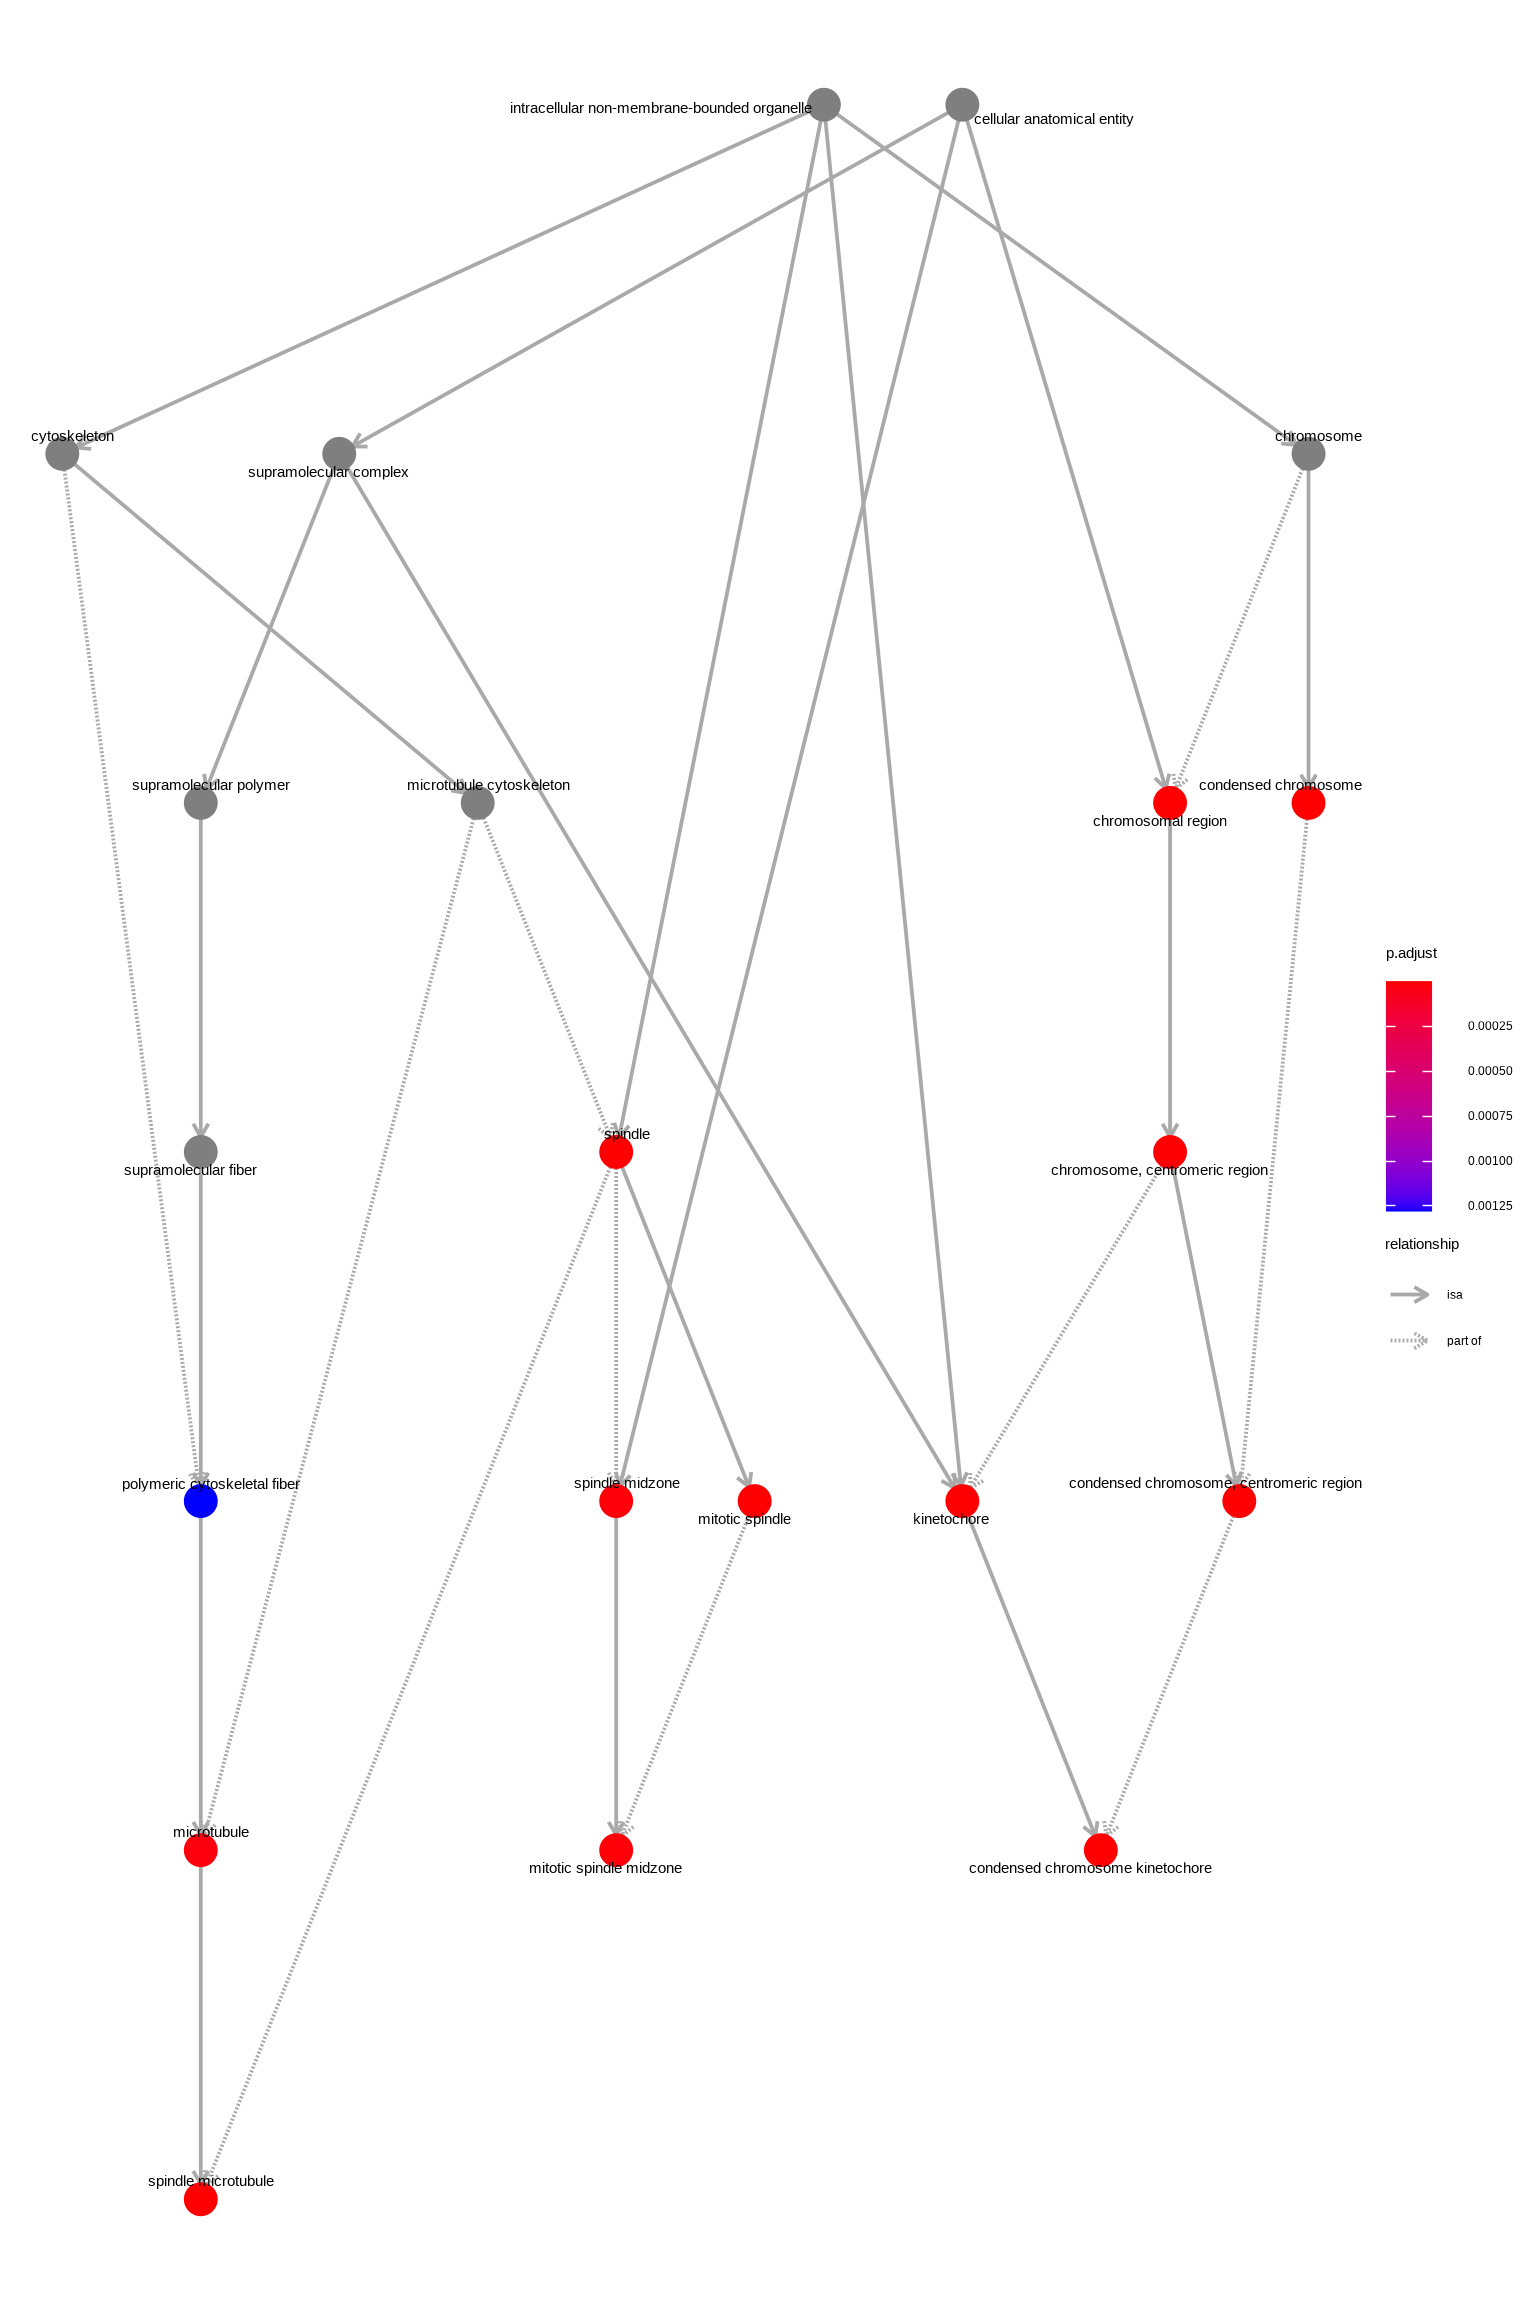 intracellular non-membrane-bounded organelle
cellular anatomical entity
cytoskeleton
supramolecular complex
chromosome
supramolecular polymer
microtubule cytoskeleton
chromosomal region
condensed chromosome
spindle
supramolecular fiber
chromosome, centromeric region
polymeric cytoskeletal fiber
spindle midzone
mitotic spindle
kinetochore
condensed chromosome, centromeric region
microtubule
mitotic spindle midzone
condensed chromosome kinetochore
spindle microtubule
p.adjust
0.00025
0.00050
0.00075
0.00100
0.00125
relationship
isa
part of